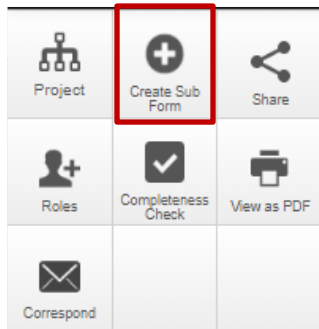 Project
Create Sub
Form
Share
Roles
Completeness
Check
View as PDF
Correspond